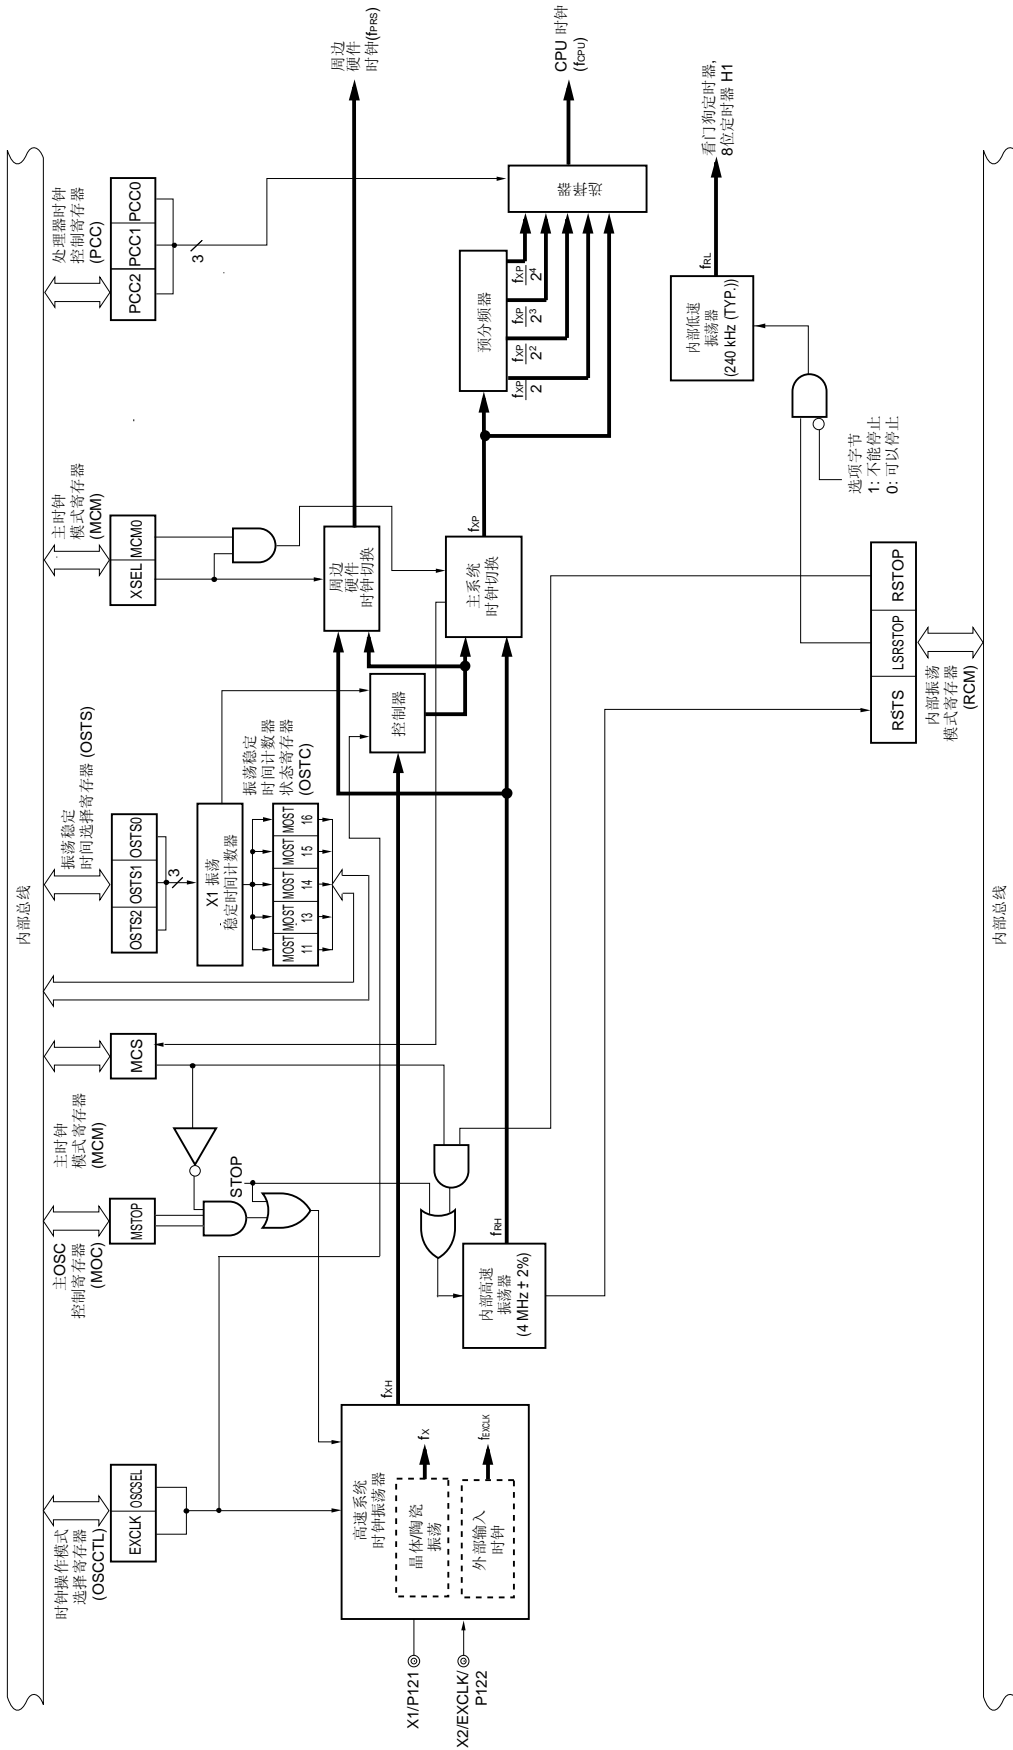 内部总线
时钟操作模式
选择寄存器
(OSCCTL)
EXCLK
OSCSEL
主OSC
控制寄存器
(MOC)
MSTOP
主时钟
模式寄存器
(MCM)
MCS
STOP
振荡稳定
时间选择寄存器 (OSTS)
OSTS2
OSTS1
OSTS0
3
X1 振荡
稳定时间计数器
振荡稳定
时间计数器
状态寄存器
(OSTC)
MOST
11
MOST
13
MOST
14
MOST
15
MOST
16
主时钟
模式寄存器
(MCM)
XSEL
MCM0
处理器时钟
控制寄存器
(PCC)
PCC2
PCC1
PCC0
3
X1/P121
X2/EXCLK/
P122
高速系统
时钟振荡器
晶体/陶瓷
振荡
fX
外部输入
时钟
fEXCLK
fXH
内部高速
振荡器
(4 MHz ± 2%)
fRH
控制器
周边
硬件
时钟切换
主系统
时钟切换
fXP
预分频器
fXP
2
fXP
2²
fXP
2³
fXP
2⁴
选择器
周边
硬件
时钟(fPRS)
CPU 时钟
(fCPU)
内部低速
振荡器
(240 kHz (TYP.))
fRL
看门狗定时器,
8位定时器 H1
选项字节
1: 不能停止
0: 可以停止
RSTS
LSRSTOP
RSTOP
内部振荡
模式寄存器
(RCM)
内部总线